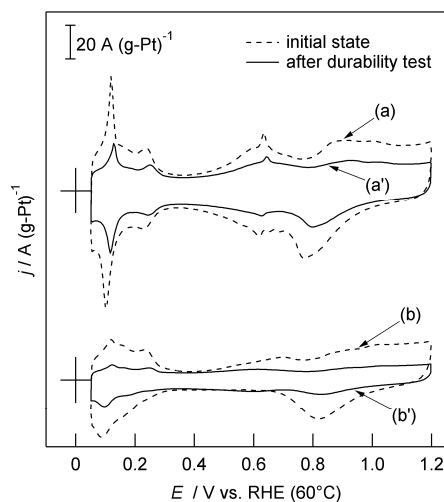 20 A (g-Pt)-1
initial state
after durability test
(a)
(a')
(b)
(b')
j / A (g-Pt)-1
0 0.2 0.4 0.6 0.8 1.0 1.2
E / V vs. RHE (60°C)